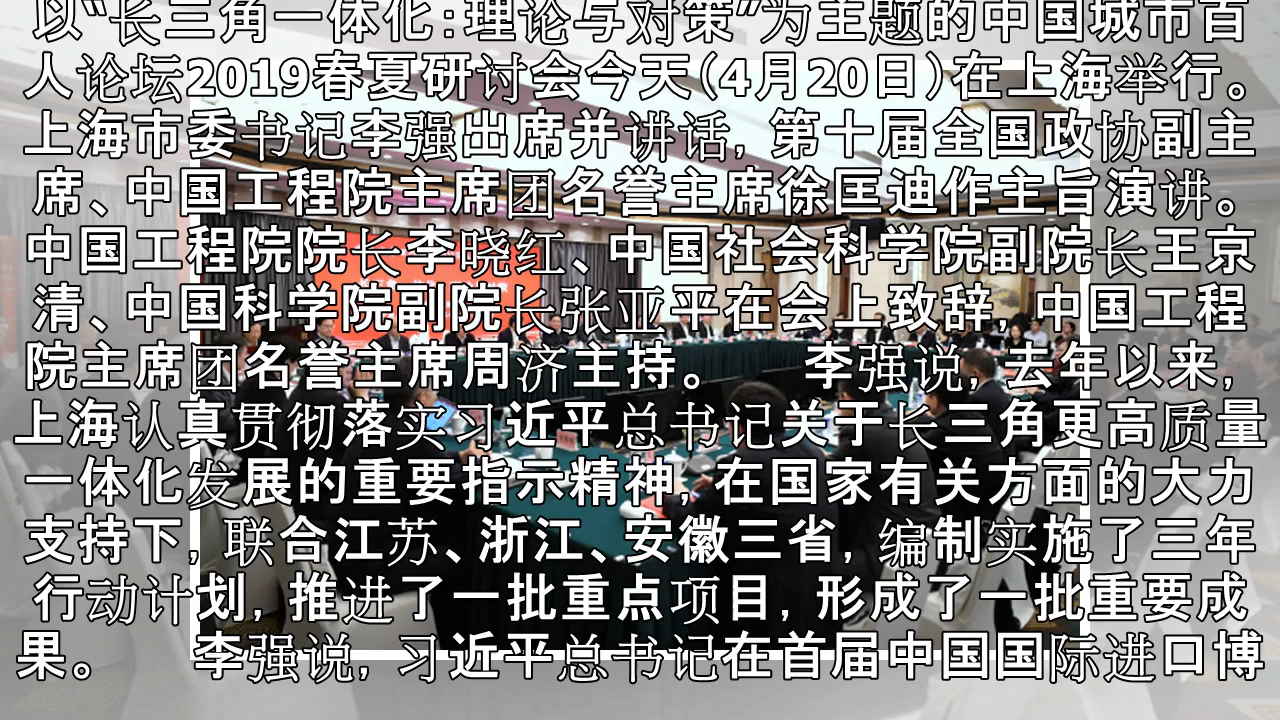 以“长三角一体化:理论与对策”为主题的中国城市百
人论坛2019春夏研讨会今天(4月20日)在上海举行。
上海市委书记李强出席并讲话, 第十届全国政协副主
席、中国工程院主席团名誉主席徐匡迪作主旨演讲。
中国工程院院长李晓红、中国社会科学院副院长王京
清、中国科学院副院长张亚平在会上致辞, 中国工程
院主席团名誉主席周济主持。 李强说, 去年以来,
上海认真贯彻落实习近平总书记关于长三角更高质量
一体化发展的重要指示精神, 在国家有关方面的大力
支持下, 联合江苏、浙江、安徽三省, 编制实施了三年
行动计划, 推进了一批重点项目, 形成了一批重要成
果。 李强说, 习近平总书记在首届中国国际进口博